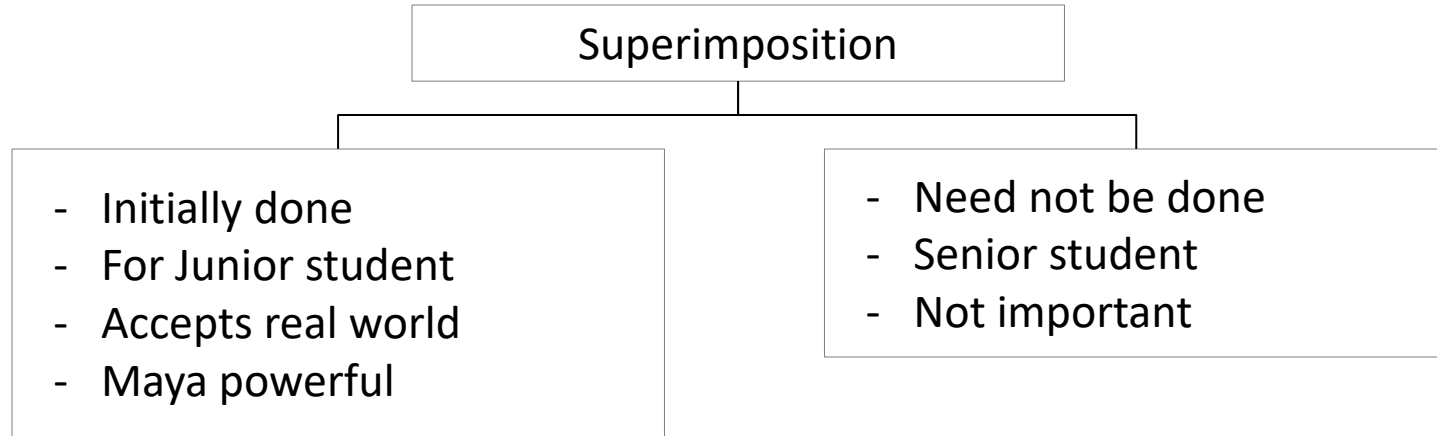 Superimposition
- Initially done
- For Junior student
- Accepts real world
- Maya powerful
- Need not be done
- Senior student
- Not important